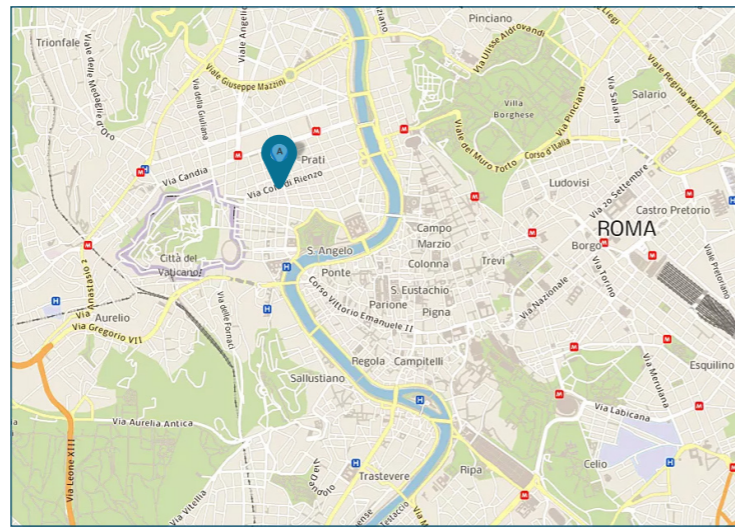 Trionfale
Viale delle Medaglie d'Oro
Viale Angelico
Viale Giuseppe Mazzini
Via della Giuliana
Pinciano
Via Ulisse Aldrovandi
Villa
Borghese
Via Pinciana
Via Salaria
Salario
Viale Regina Margherita
Viale del Muro Torto
Corso d'Italia
A
Prati
Via Candia
Via Cola di Rienzo
Ludovisi
Via 20 Settembre
Castro Pretorio
ROMA
Borgo
Campo
Marzio
Colonna
Trevi
S. Angelo
Ponte
Città del
Vaticano
Via Anastasio 2
Aurelio
Via Gregorio VII
Via delle Fornaci
Corso Vittorio Emanuele II
S. Eustachio
Parione
Pigna
Via Nazionale
Via Torino
Viale Pretoriano
Esquilino
Regola
Campitelli
Sallustiano
Via Merulana
Via Labicana
Via Aurelia Antica
Via Leone XIII
Via Vitellia
Trastevere
Ripa
Celio
Testaccio
M
M
M
M
M
M
M
M
M
M
M
M
M
M
H
H
H
H
H
H
H
H